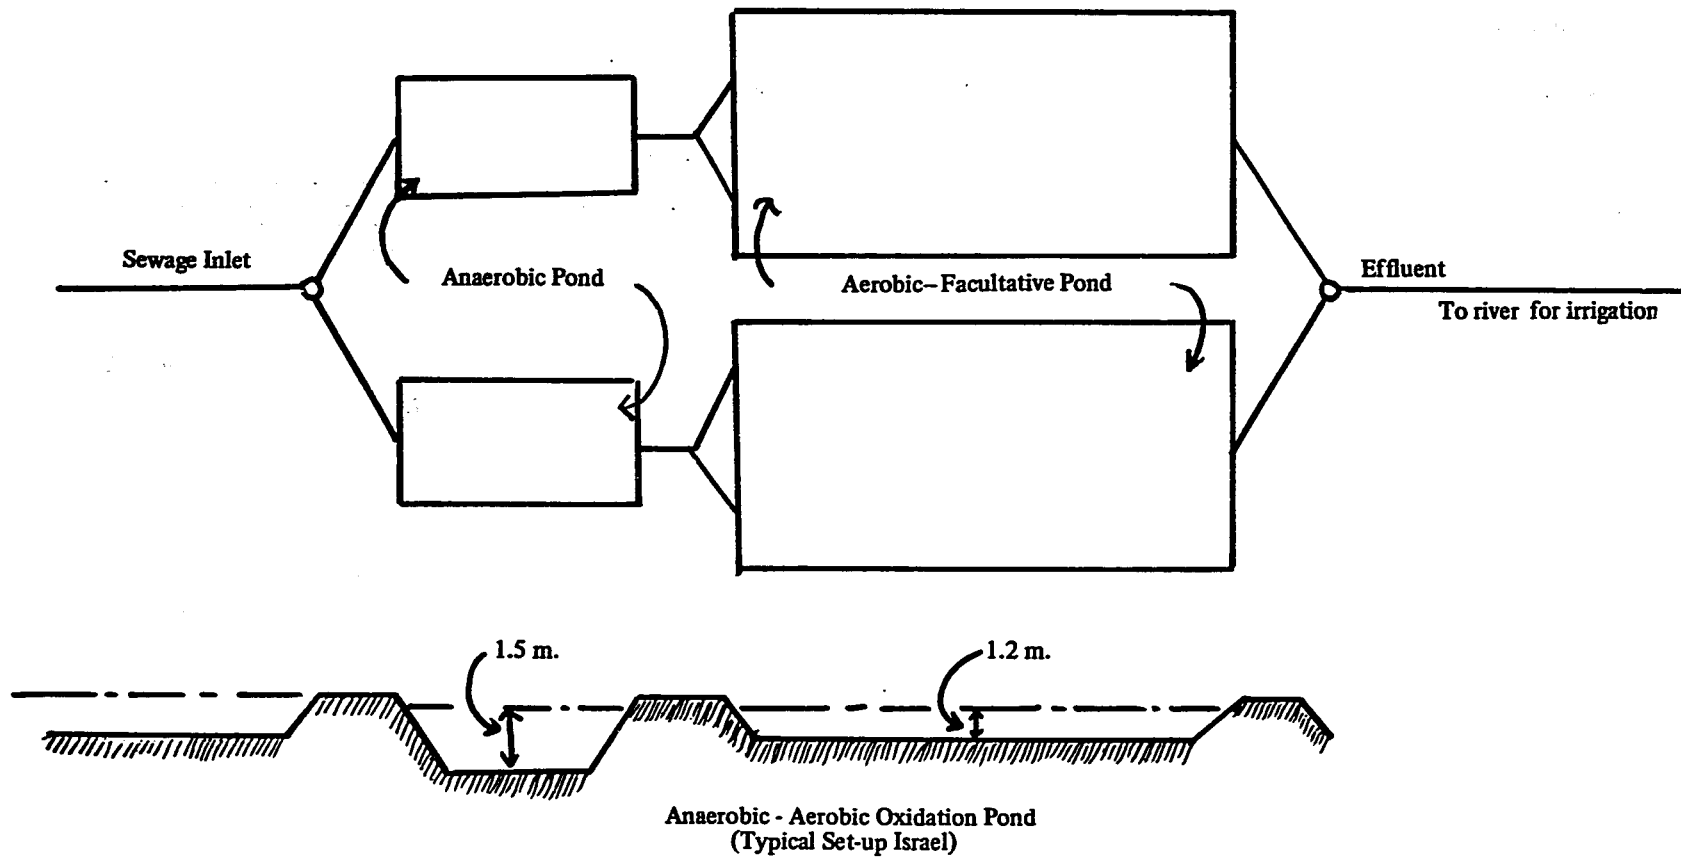 Sewage Inlet
Anaerobic Pond
Aerobic-Facultative Pond
Effluent
To river for irrigation
1.5 m.
1.2 m.
Anaerobic - Aerobic Oxidation Pond
(Typical Set-up Israel)